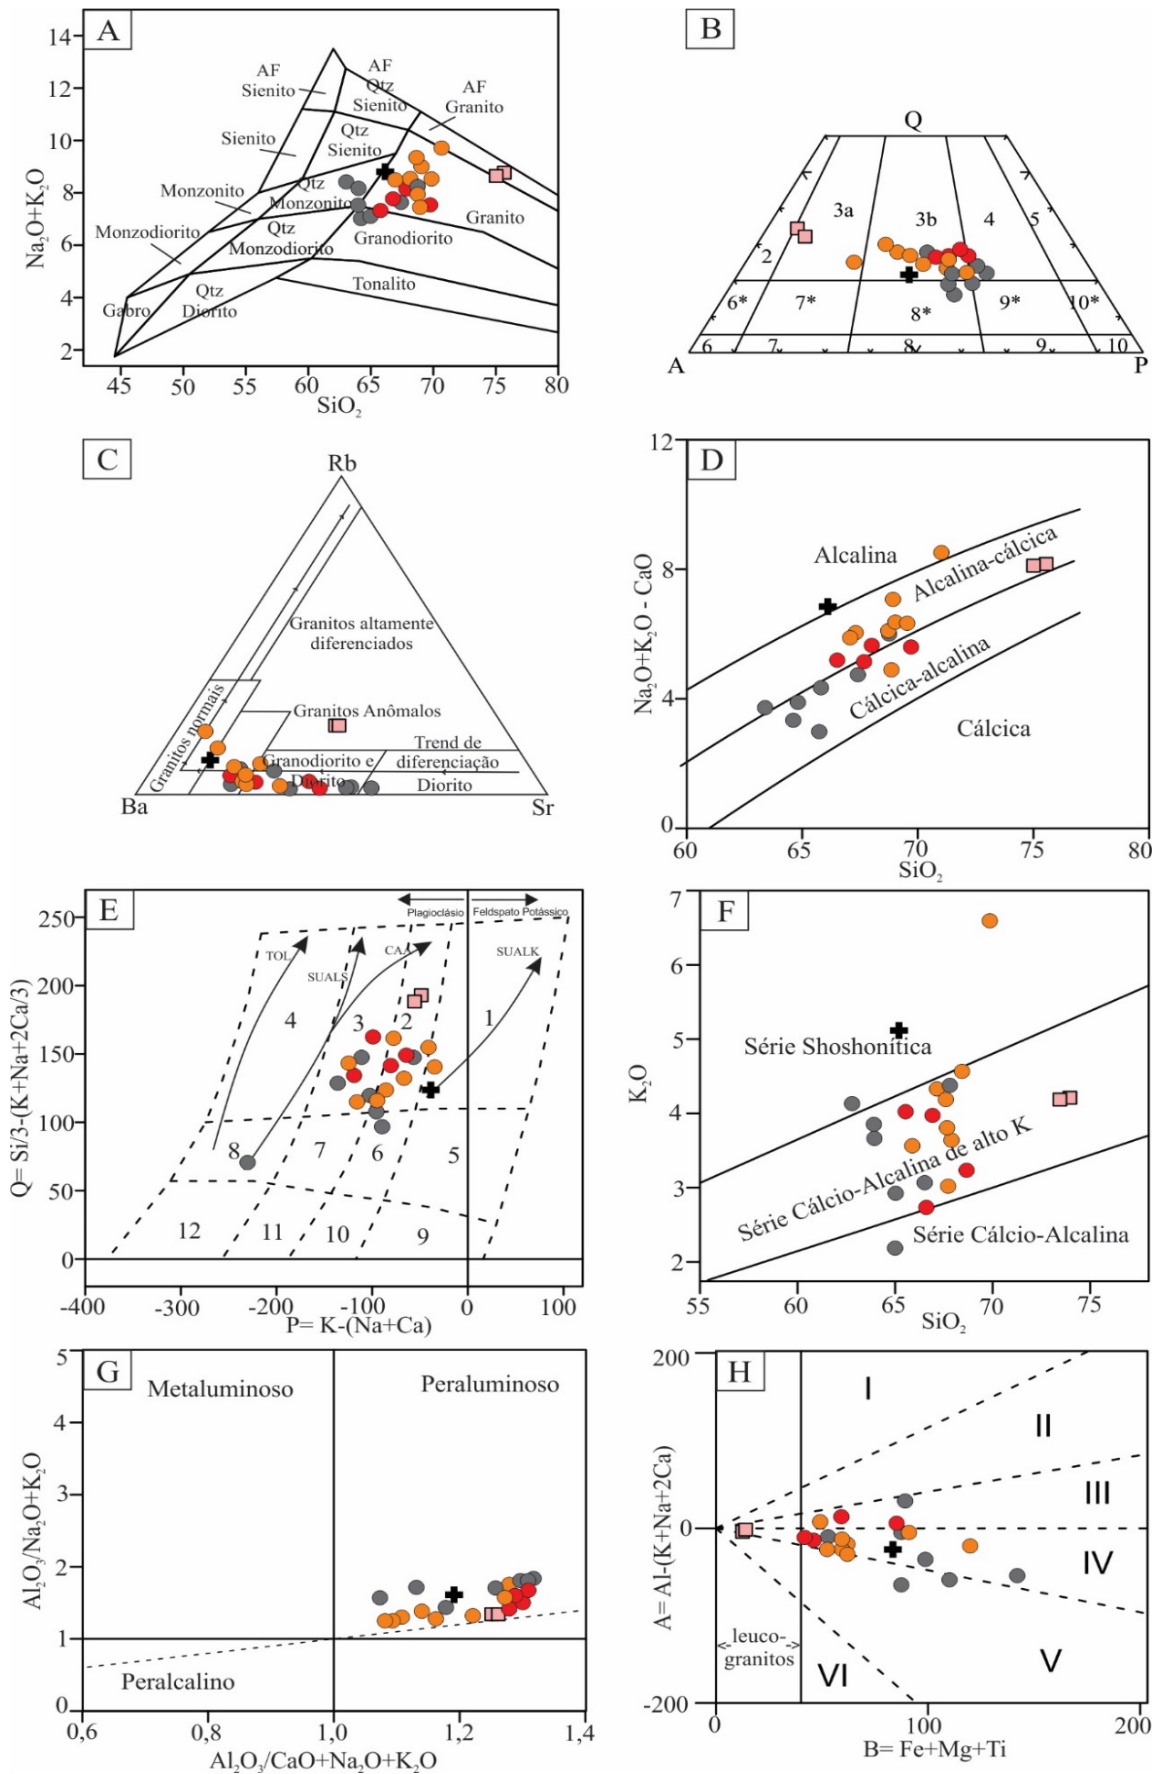 A
Na₂O+K₂O
14
12
10
8
6
4
2
AF
Sienito
AF
Qtz
Sienito
AF
Granito
Sienito
Qtz
Sienito
Monzonito
Qtz
Monzonito
Granito
Monzodiorito
Qtz
Monzodiorito
Granodiorito
Gabro
Qtz
Diorito
Tonalito
45 50 55 60 65 70 75 80
SiO₂
B
Q
3a
3b
4
5
2
6*
7*
8*
9*
10*
6
7
8
9
10
A
P
C
Rb
Granitos altamente
diferenciados
Granitos normais
Granitos Anômalos
Granodiorito e
Diorito
Trend de
diferenciação
Diorito
Ba
Sr
D
Na₂O+K₂O - CaO
12
8
4
0
Alcalina
Alcalina-cálcica
Cálcica-alcalina
Cálcica
60 65 70 75 80
SiO₂
E
Q= Si/3-(K+Na+2Ca/3)
250
200
150
100
50
0
Plagioclásio
Feldspato Potássico
TOL
SUALS
CAA
SUALK
4
3
2
1
8
7
6
5
12
11
10
9
-400 -300 -200 -100 0 100
P= K-(Na+Ca)
F
K₂O
7
6
5
4
3
2
Série Shoshonítica
Série Cálcio-Alcalina de alto K
Série Cálcio-Alcalina
55 60 65 70 75
SiO₂
G
Al₂O₃/Na₂O+K₂O
5
4
3
2
1
0
Metaluminoso
Peraluminoso
Peralcalino
0,6 0,8 1,0 1,2 1,4
Al₂O₃/CaO+Na₂O+K₂O
H
A= Al-(K+Na+2Ca)
200
0
-200
I
II
III
IV
V
VI
leuco-
granitos
0 100 200
B= Fe+Mg+Ti